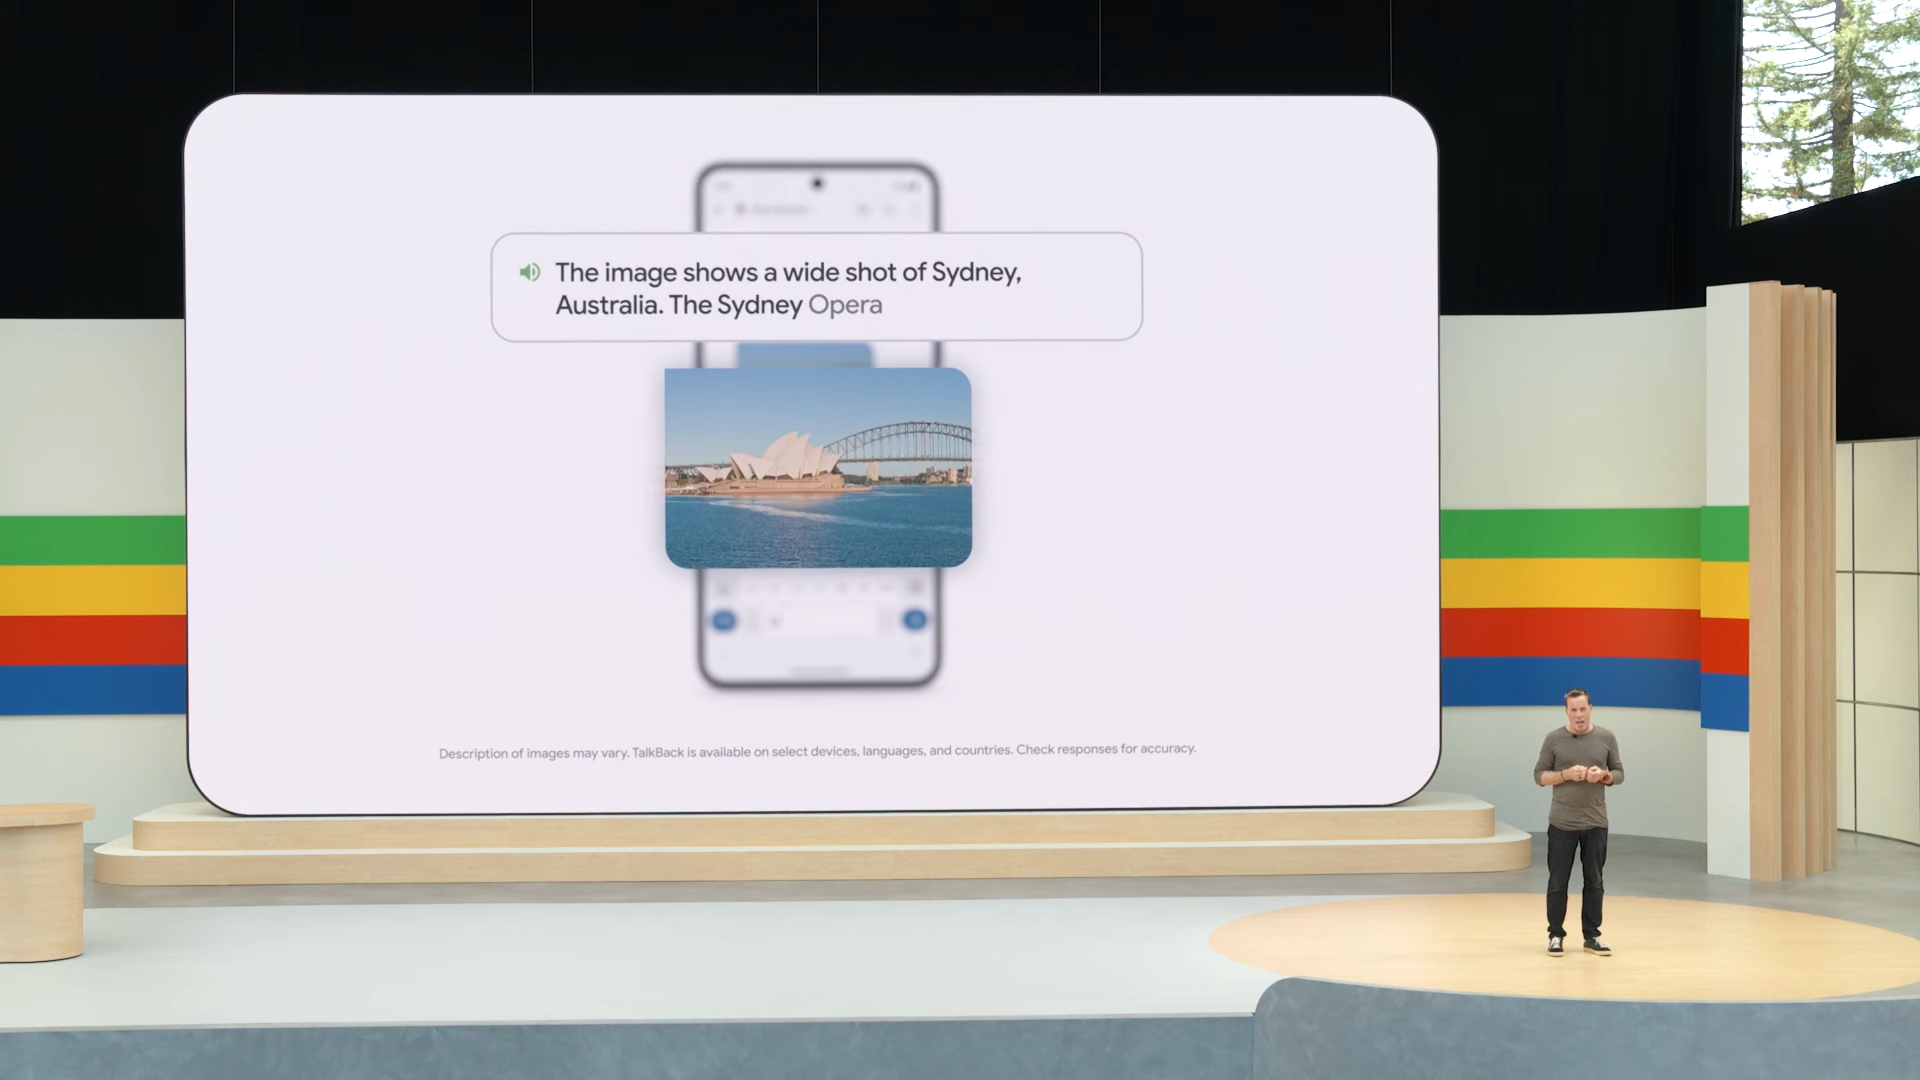 The image shows a wide shot of Sydney,
Australia. The Sydney Opera
Description of images may vary. TalkBack is available on select devices, languages, and countries. Check responses for accuracy.